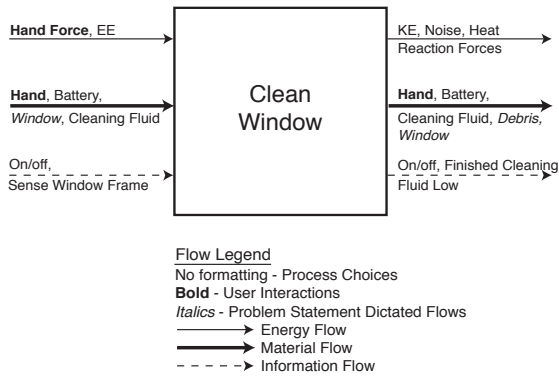 Hand Force, EE
Hand, Battery,
Window, Cleaning Fluid
On/off,
Sense Window Frame
Clean
Window
KE, Noise, Heat
Reaction Forces
Hand, Battery,
Cleaning Fluid, Debris,
Window
On/off, Finished Cleaning
Fluid Low
Flow Legend
No formatting - Process Choices
Bold - User Interactions
Italics - Problem Statement Dictated Flows
Energy Flow
Material Flow
Information Flow